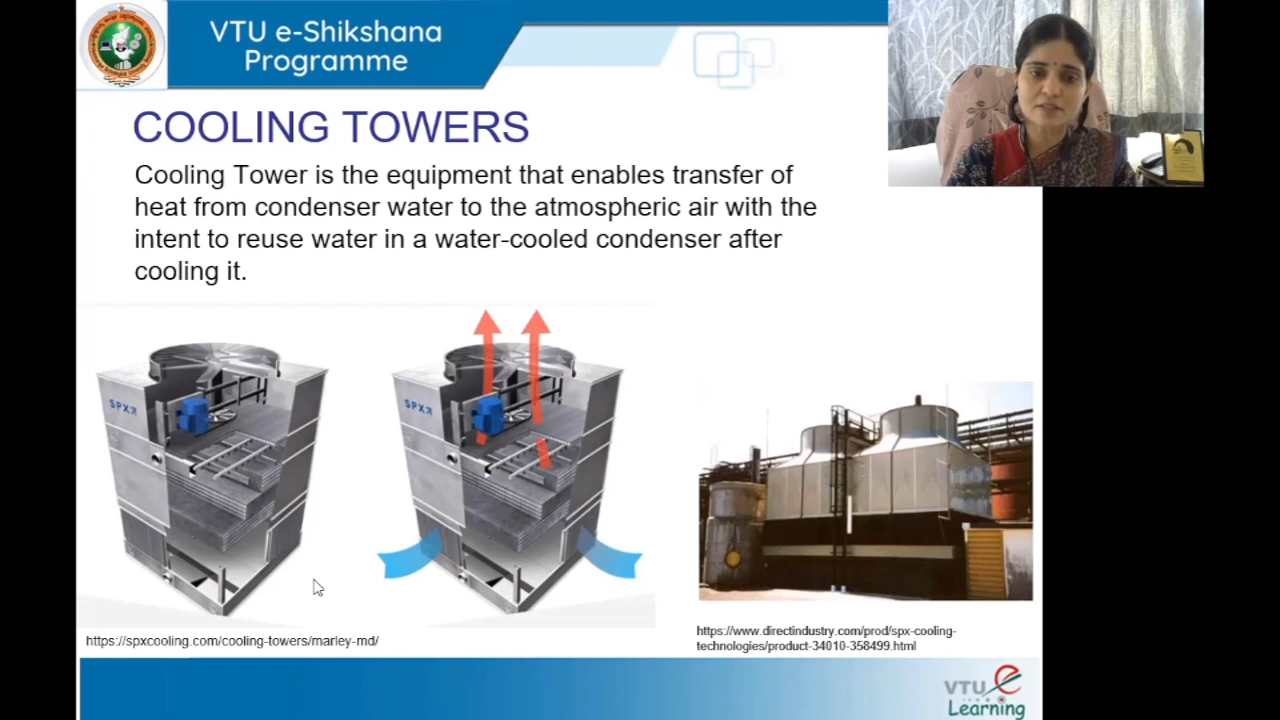 VTU e-Shikshana
Programme
COOLING TOWERS
Cooling Tower is the equipment that enables transfer of
heat from condenser water to the atmospheric air with the
intent to reuse water in a water-cooled condenser after
cooling it.
SPX
SPX
https://spxcooling.com/cooling-towers/marley-md/
https://www.directindustry.com/prod/spx-cooling-
technologies/product-34010-358499.html
VTU e
Learning